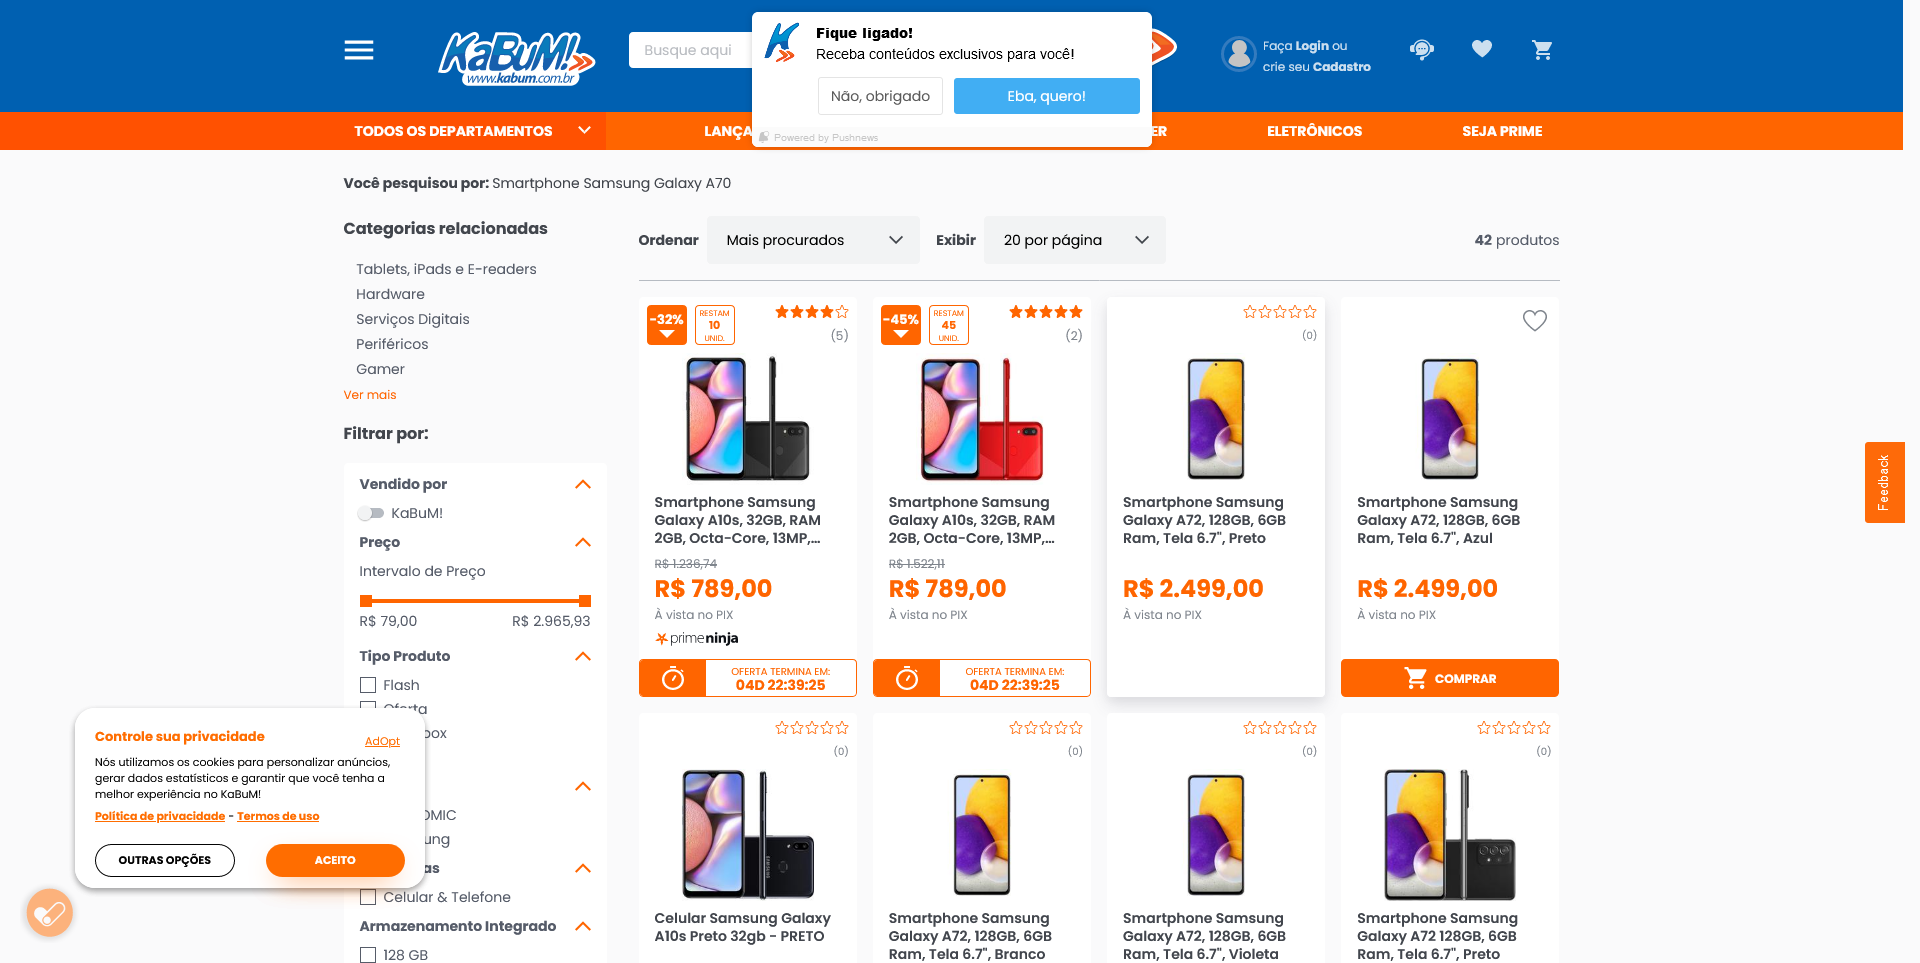 KaBuM!
www.kabum.com.br
Busque aqui
Fique ligado!
Receba conteúdos exclusivos para você!
Não, obrigado
Eba, quero!
Powered by Pushnews
Faça Login ou
crie seu Cadastro
TODOS OS DEPARTAMENTOS
LANÇA
ER
ELETRÔNICOS
SEJA PRIME
Você pesquisou por: Smartphone Samsung Galaxy A70
Categorias relacionadas
Tablets, iPads e E-readers
Hardware
Serviços Digitais
Periféricos
Gamer
Ver mais
Filtrar por:
Vendido por
KaBuM!
Preço
Intervalo de Preço
R$ 79,00
R$ 2.965,93
Tipo Produto
Flash
Oferta
box
OMIC
ung
as
Celular & Telefone
Armazenamento Integrado
128 GB
Controle sua privacidade
AdOpt
Nós utilizamos os cookies para personalizar anúncios,
gerar dados estatísticos e garantir que você tenha a
melhor experiência no KaBuM!
Política de privacidade - Termos de uso
OUTRAS OPÇÕES
ACEITO
Ordenar
Mais procurados
Exibir
20 por página
42 produtos
-32%
RESTAM
10
UNID.
(5)
Smartphone Samsung
Galaxy A10s, 32GB, RAM
2GB, Octa-Core, 13MP,...
R$ 1.236,74
R$ 789,00
À vista no PIX
primeninja
OFERTA TERMINA EM:
04D 22:39:25
-45%
RESTAM
45
UNID.
(2)
Smartphone Samsung
Galaxy A10s, 32GB, RAM
2GB, Octa-Core, 13MP,...
R$ 1.522,11
R$ 789,00
À vista no PIX
OFERTA TERMINA EM:
04D 22:39:25
(0)
Smartphone Samsung
Galaxy A72, 128GB, 6GB
Ram, Tela 6.7", Preto
R$ 2.499,00
À vista no PIX
Smartphone Samsung
Galaxy A72, 128GB, 6GB
Ram, Tela 6.7", Azul
R$ 2.499,00
À vista no PIX
COMPRAR
(0)
Celular Samsung Galaxy
A10s Preto 32gb - PRETO
(0)
Smartphone Samsung
Galaxy A72, 128GB, 6GB
Ram, Tela 6.7", Branco
(0)
Smartphone Samsung
Galaxy A72, 128GB, 6GB
Ram, Tela 6.7", Violeta
(0)
Smartphone Samsung
Galaxy A72 128GB, 6GB
Ram, Tela 6.7", Preto
Feedback